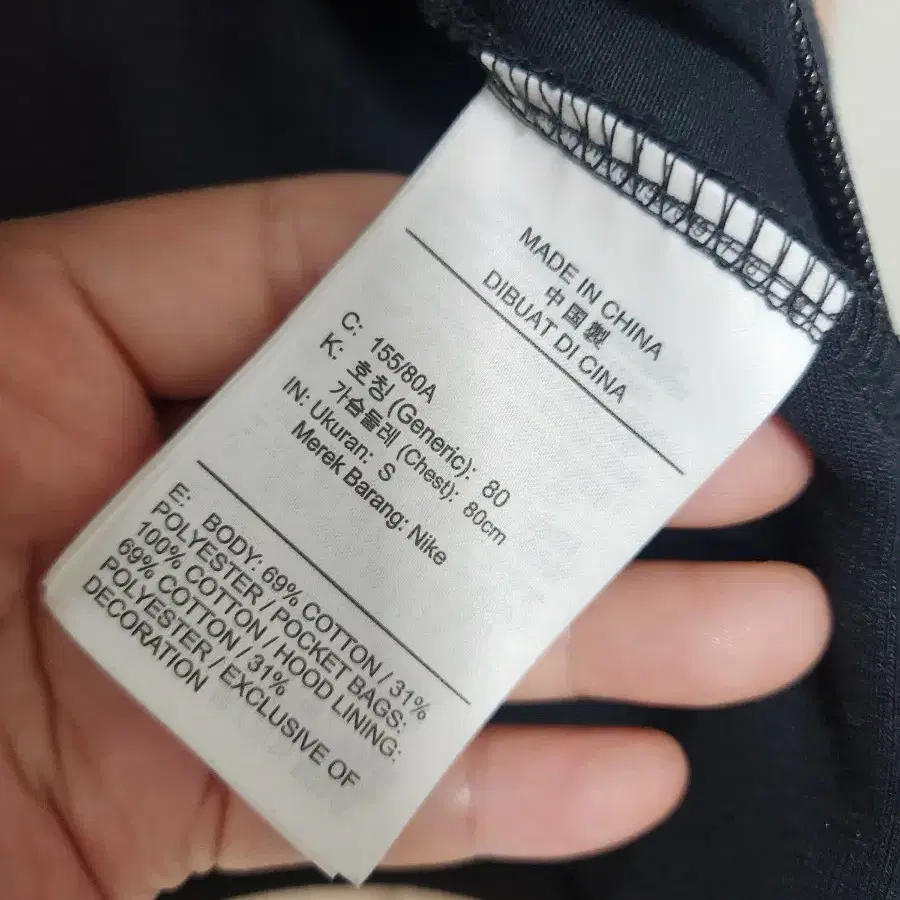 MADE IN CHINA
中国製
DIBUAT DI CINA
C: 155/80A
K: 호칭 (Generic): 80
가슴둘레 (Chest): 80cm
IN: Ukuran: S
Merek Barang: Nike
E: BODY: 69% COTTON / 31%
POLYESTER / POCKET BAGS:
100% COTTON / HOOD LINING:
69% COTTON / 31%
POLYESTER / EXCLUSIVE OF
DECORATION